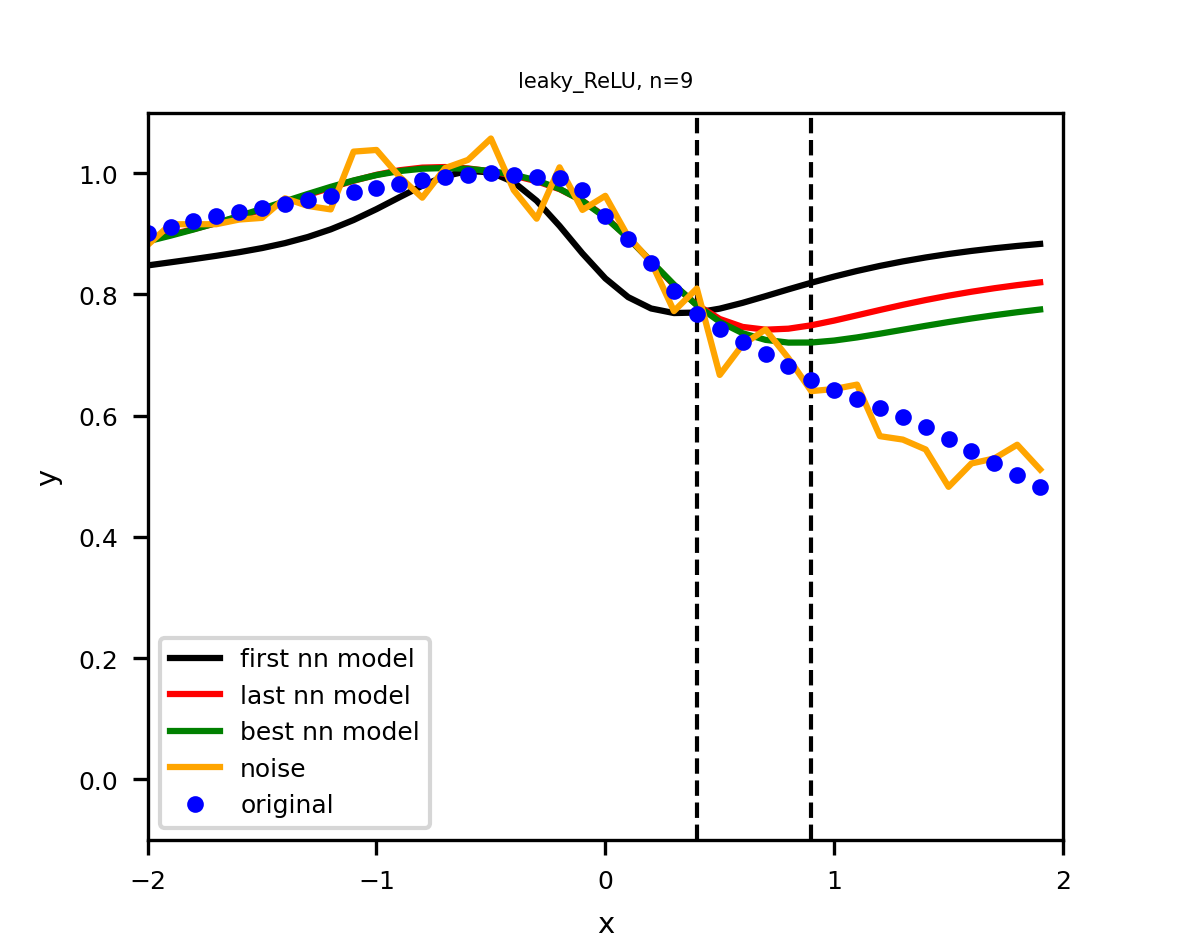 leaky_ReLU, n=9
1.0
0.8
0.6
0.4
0.2
0.0
y
first nn model
last nn model
best nn model
noise
original
−2
−1
0
1
2
x